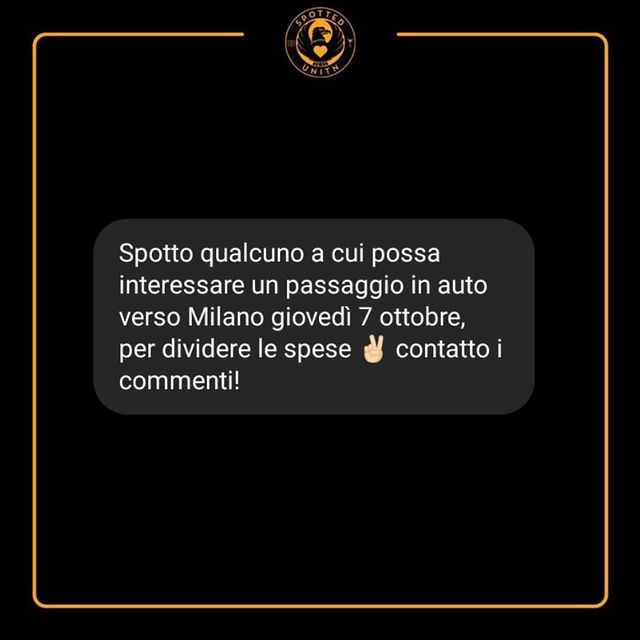 SPOTTED
UNITN
Spotto qualcuno a cui possa
interessare un passaggio in auto
verso Milano giovedì 7 ottobre,
per dividere le spese ✌🏻 contatto i
commenti!